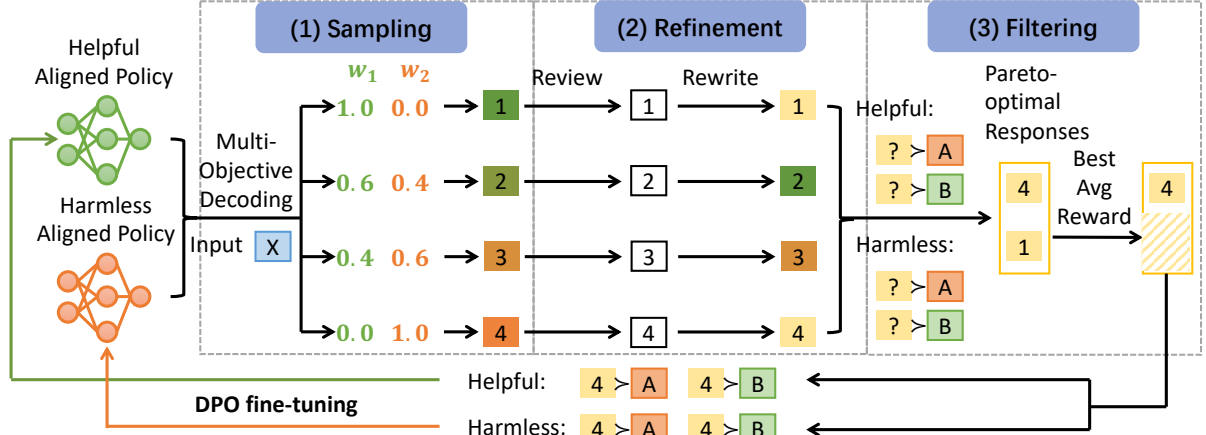 (1) Sampling
(2) Refinement
(3) Filtering
Helpful
Aligned Policy
Harmless
Aligned Policy
Multi-
Objective
Decoding
Input
X
w₁ w₂
1.0 0.0
0.6 0.4
0.4 0.6
0.0 1.0
1
2
3
4
Review
1
2
3
4
Rewrite
1
2
3
4
Helpful:
? ≻ A
? ≻ B
Harmless:
? ≻ A
? ≻ B
Pareto-
optimal
Responses
4
1
Best
Avg
Reward
4
DPO fine-tuning
Helpful: 4 ≻ A 4 ≻ B
Harmless: 4 ≻ A 4 ≻ B